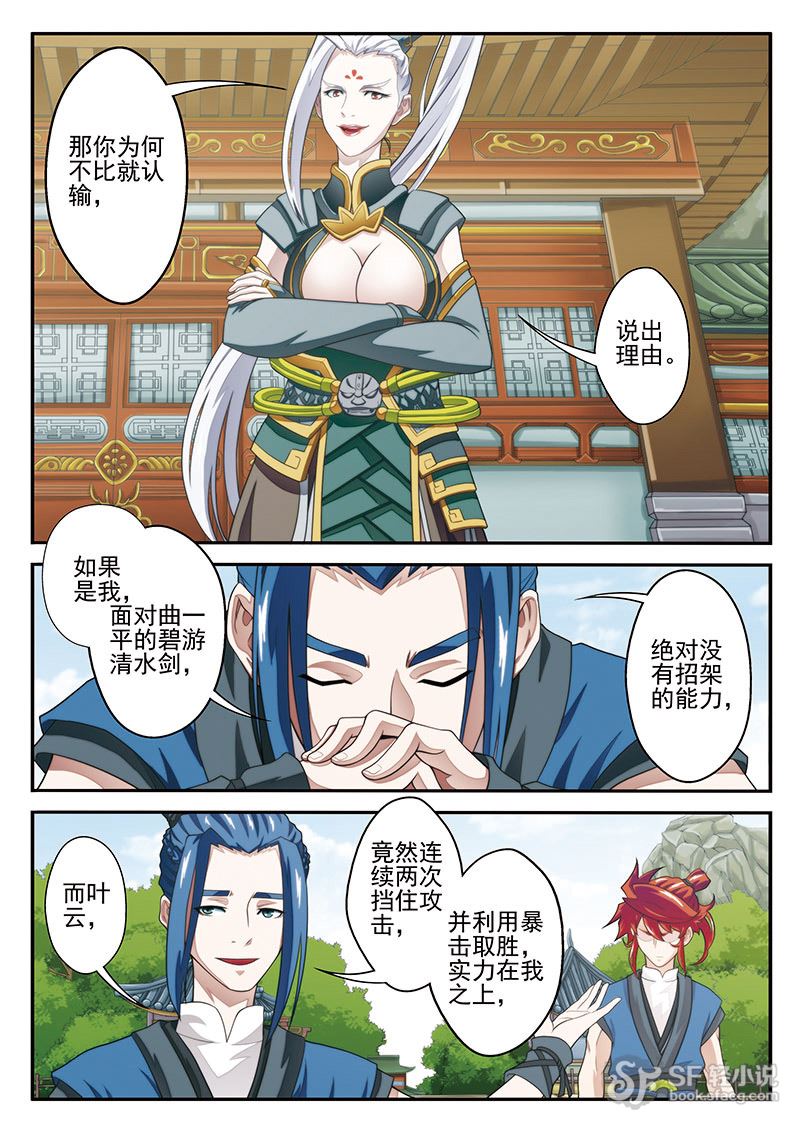 那你为何
不比就认
输，
说出
理由。
如果
是我，
面对曲一
平的碧游
清水剑，
绝对没
有招架
的能力，
而叶
云，
竟然两次
连续挡住攻
击，
并利用暴
击取胜，
实力在我
之上，
SF轻小说
book.sfacg.com